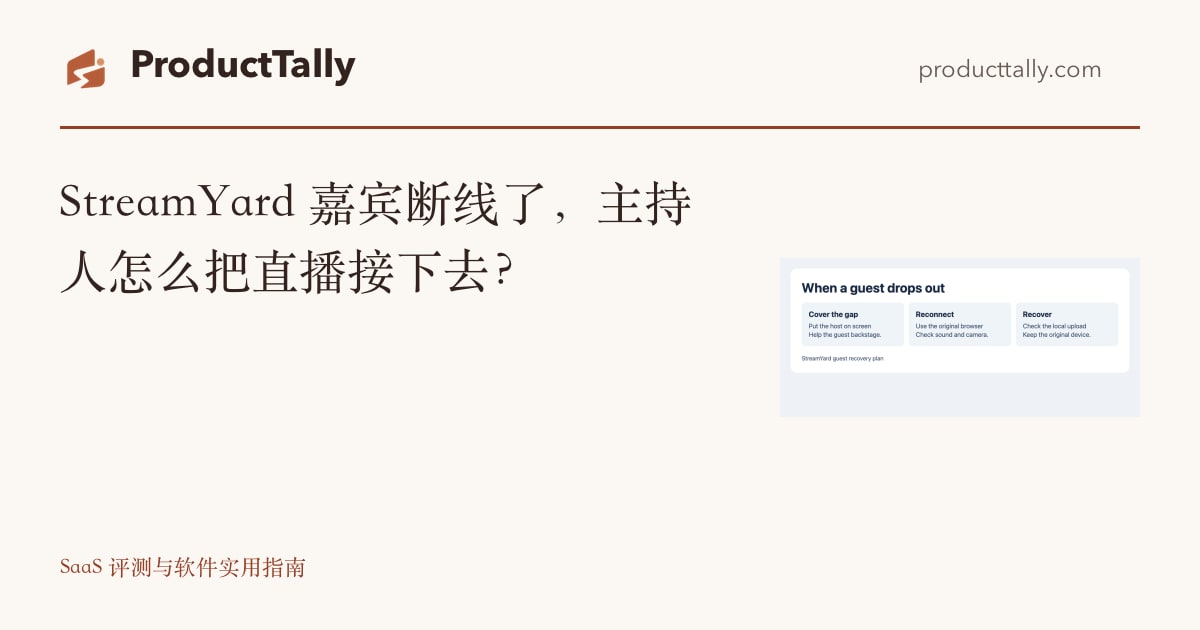 ProductTally
producttally.com
StreamYard 嘉宾断线了，主持
人怎么把直播接下去？
When a guest drops out
Cover the gap
Put the host on screen
Help the guest backstage.
Reconnect
Use the original browser
Check sound and camera.
Recover
Check the local upload
Keep the original device.
StreamYard guest recovery plan
SaaS 评测与软件实用指南